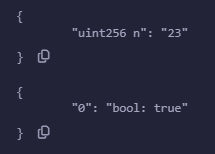 {
"uint256 n": "23"
}
{
"0": "bool: true"
}